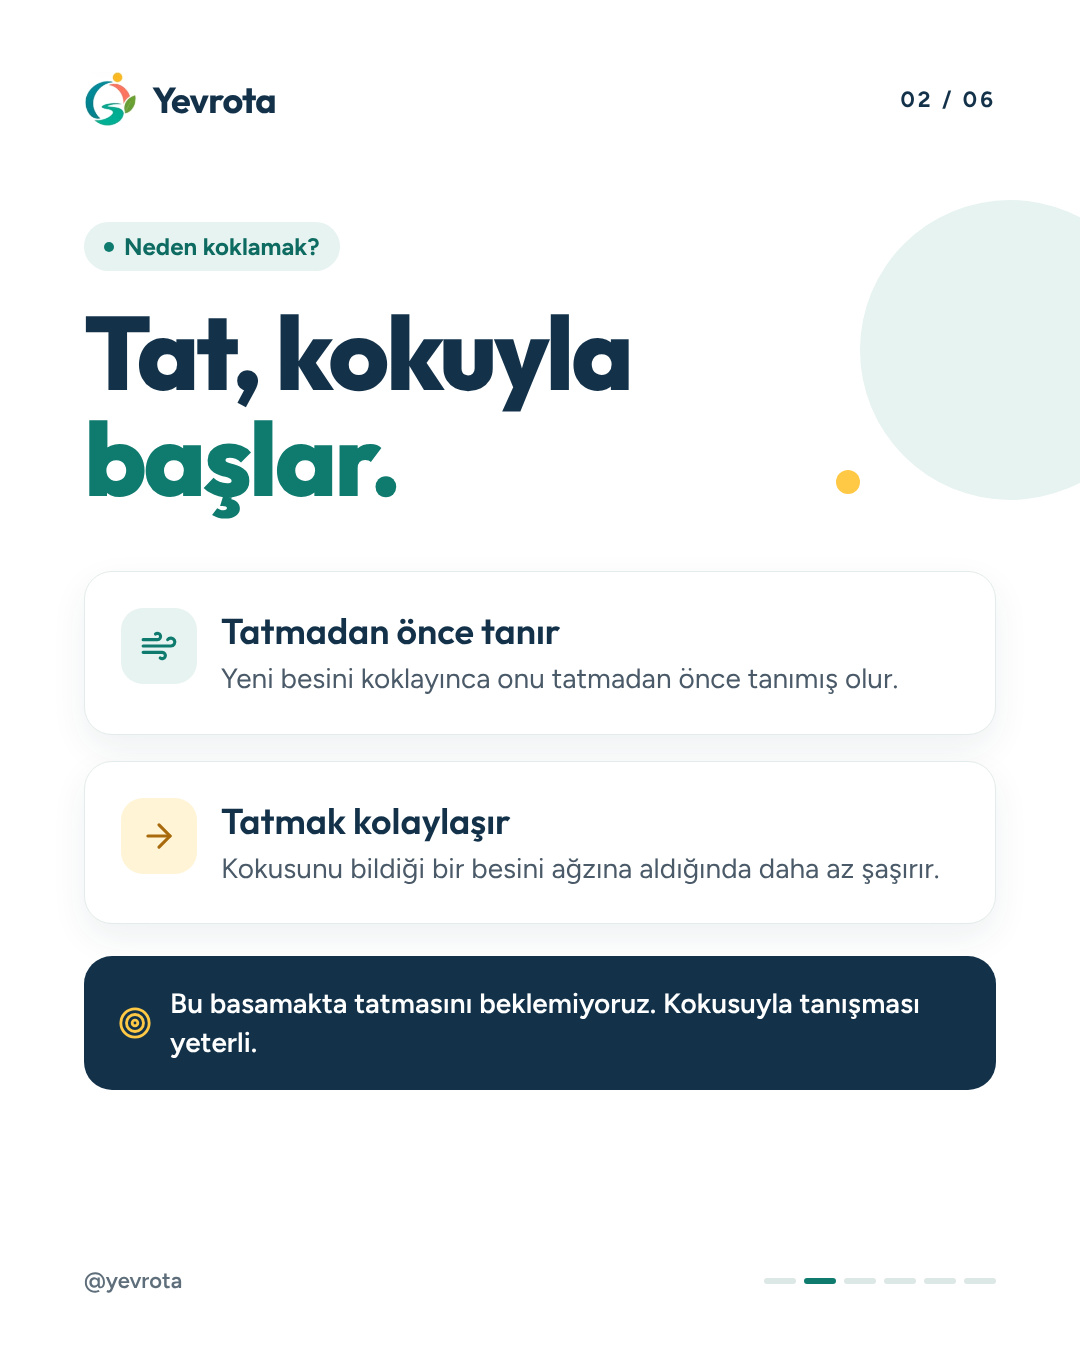 Yevrota
02 / 06
Neden koklamak?
Tat, kokuyla
başlar.
Tatmadan önce tanır
Yeni besini koklayınca onu tatmadan önce tanımış olur.
Tatmak kolaylaşır
Kokusunu bildiği bir besini ağzına aldığında daha az şaşırır.
Bu basamakta tatmasını beklemiyoruz. Kokusuyla tanışması
yeterli.
@yevrota